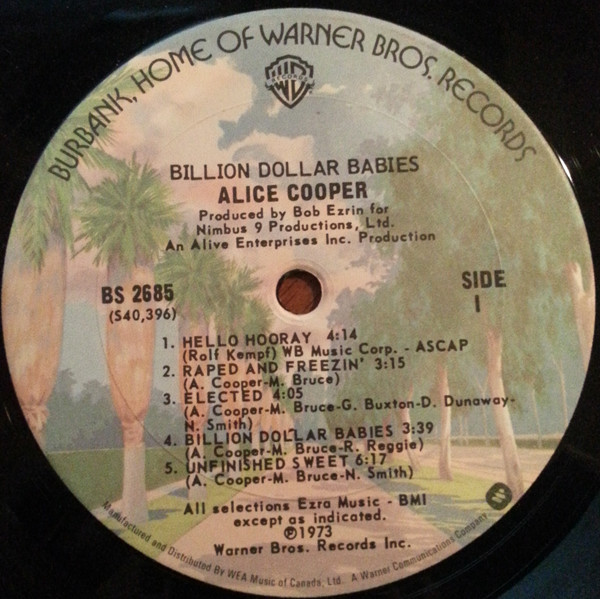 BURBANK, HOME OF WARNER BROS. RECORDS
RECORDS
WB
BILLION DOLLAR BABIES
ALICE COOPER
Produced by Bob Ezrin for
Nimbus 9 Productions, Ltd.
An Alive Enterprises Inc. Production
BS 2685
(S40,396)
SIDE
1
1. HELLO HOORAY 4:14
(Rolf Kempf) WB Music Corp. - ASCAP
2. RAPED AND FREEZIN' 3:15
(A. Cooper-M. Bruce)
3. ELECTED 4:05
(A. Cooper-M. Bruce-G. Buxton-D. Dunaway-
N. Smith)
4. BILLION DOLLAR BABIES 3:39
(A. Cooper-M. Bruce-R. Reggie)
5. UNFINISHED SWEET 6:17
(A. Cooper-M. Bruce-N. Smith)
All selections Ezra Music - BMI
except as indicated.
℗1973
Warner Bros. Records Inc.
Manufactured and Distributed By WEA Music of Canada, Ltd. A Warner Communications Company